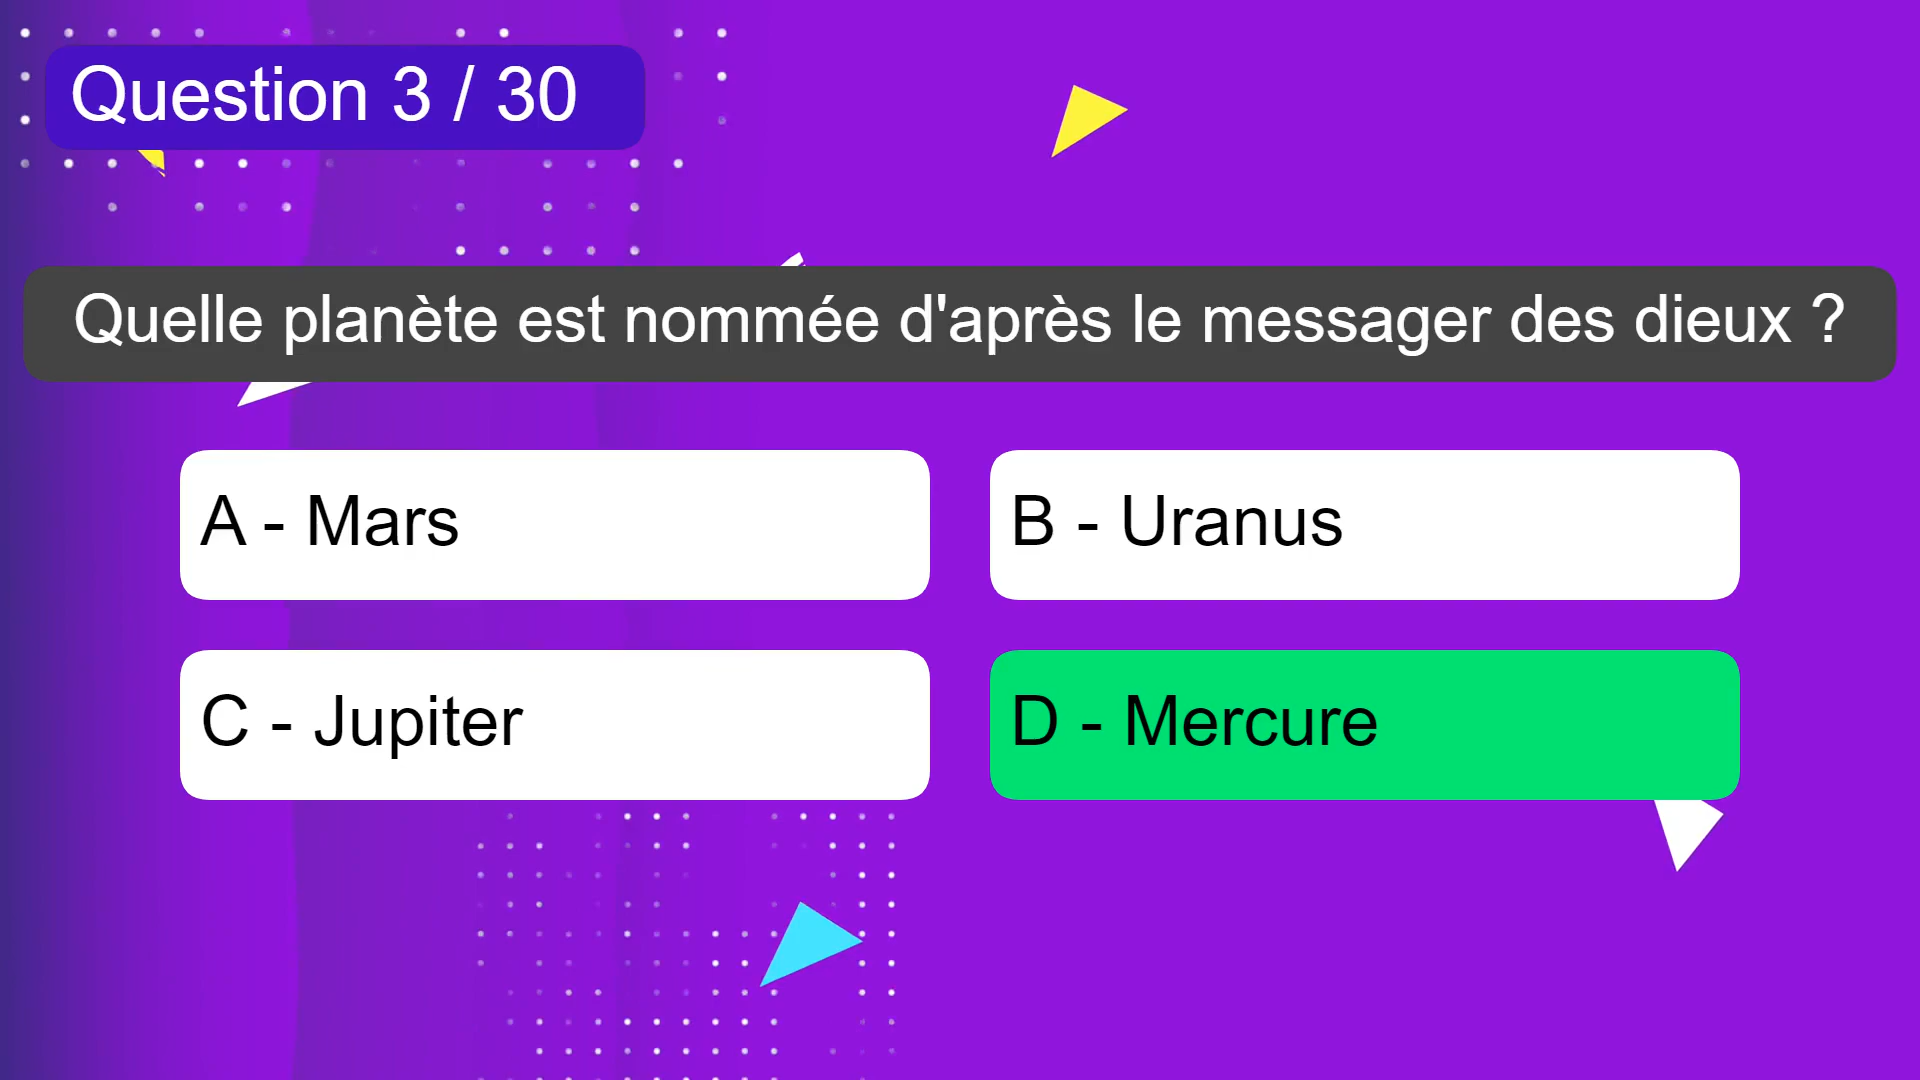 Question 3 / 30
Quelle planète est nommée d'après le messager des dieux ?
A - Mars
B - Uranus
C - Jupiter
D - Mercure